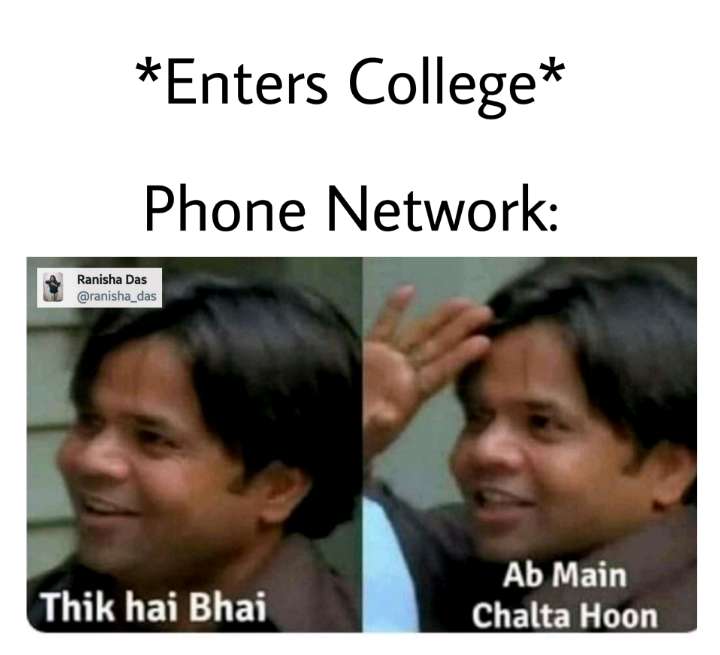 *Enters College*
Phone Network:
Ranisha Das
@ranisha_das
Thik hai Bhai
Ab Main
Chalta Hoon